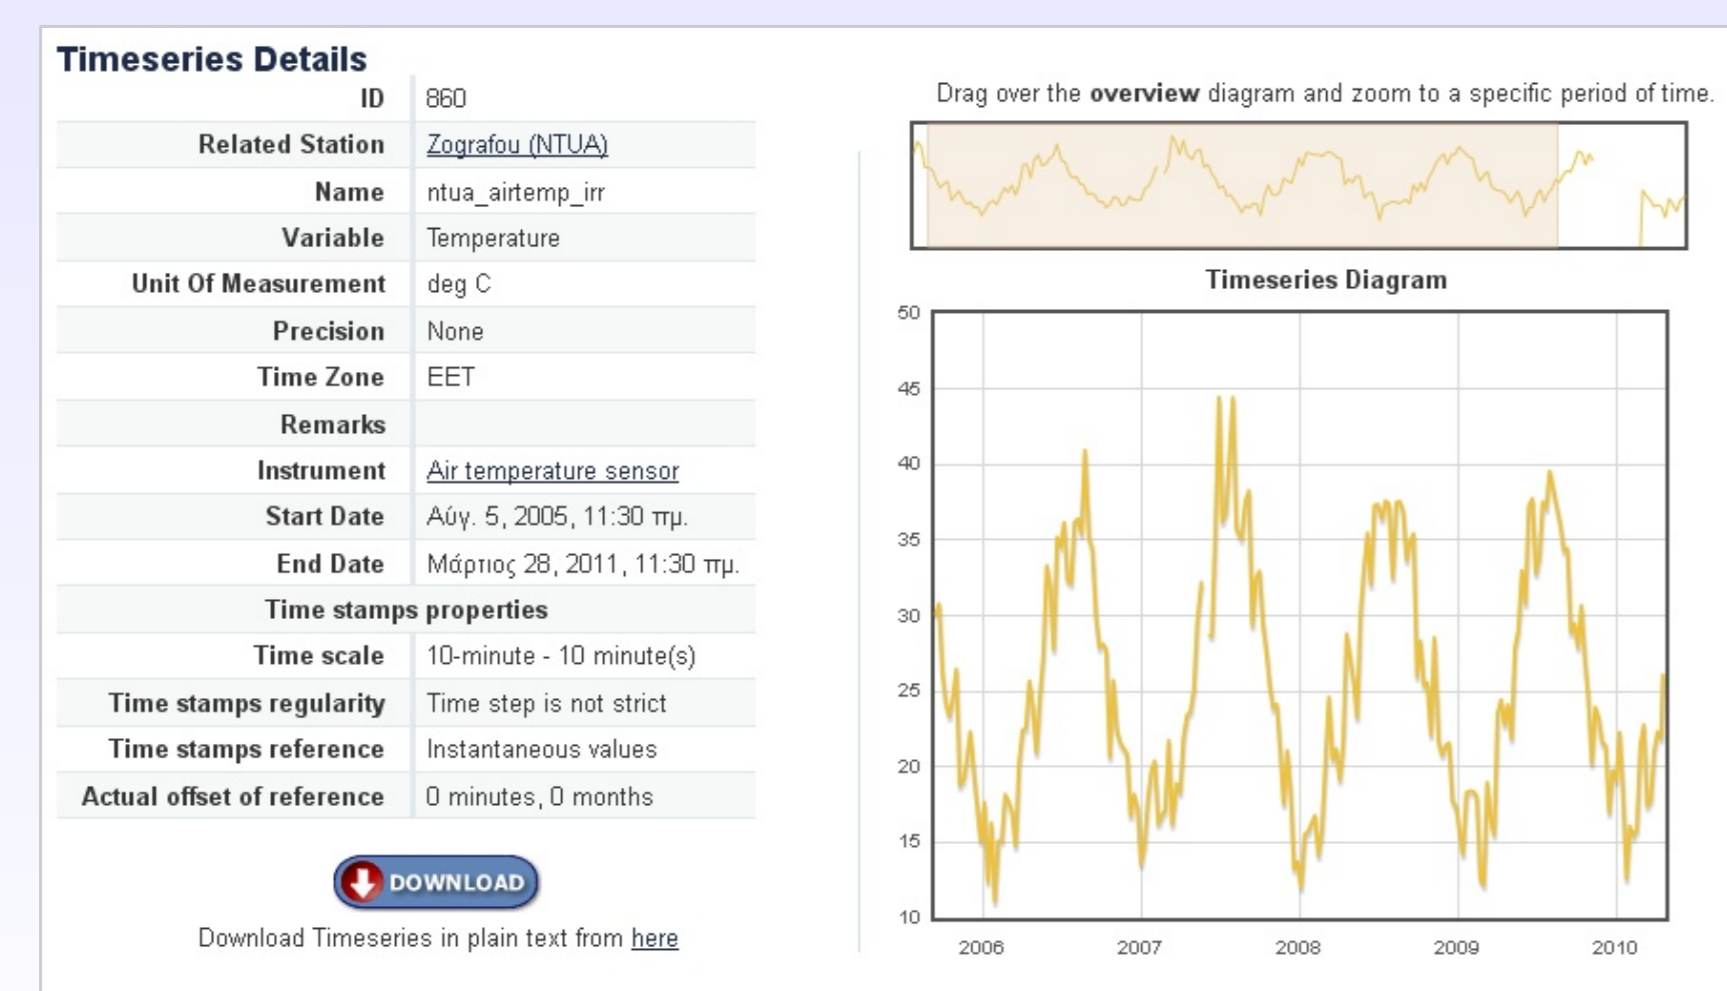 Timeseries Details
ID 860
Related Station Zografou (NTUA)
Name ntua_airtemp_irr
Variable Temperature
Unit Of Measurement deg C
Precision None
Time Zone EET
Remarks
Instrument Air temperature sensor
Start Date Αύγ. 5, 2005, 11:30 πμ.
End Date Μάρτιος 28, 2011, 11:30 πμ.
Time stamps properties
Time scale 10-minute - 10 minute(s)
Time stamps regularity Time step is not strict
Time stamps reference Instantaneous values
Actual offset of reference 0 minutes, 0 months
DOWNLOAD
Download Timeseries in plain text from here
Drag over the overview diagram and zoom to a specific period of time.
Timeseries Diagram
50
45
40
35
30
25
20
15
10
2006 2007 2008 2009 2010